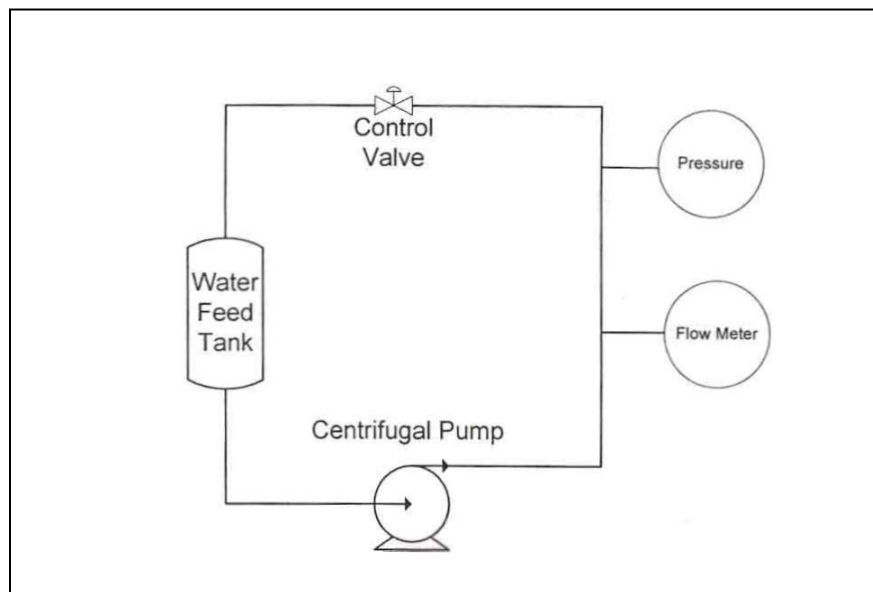 Control
Valve
Pressure
Water
Feed
Tank
Flow Meter
Centrifugal Pump